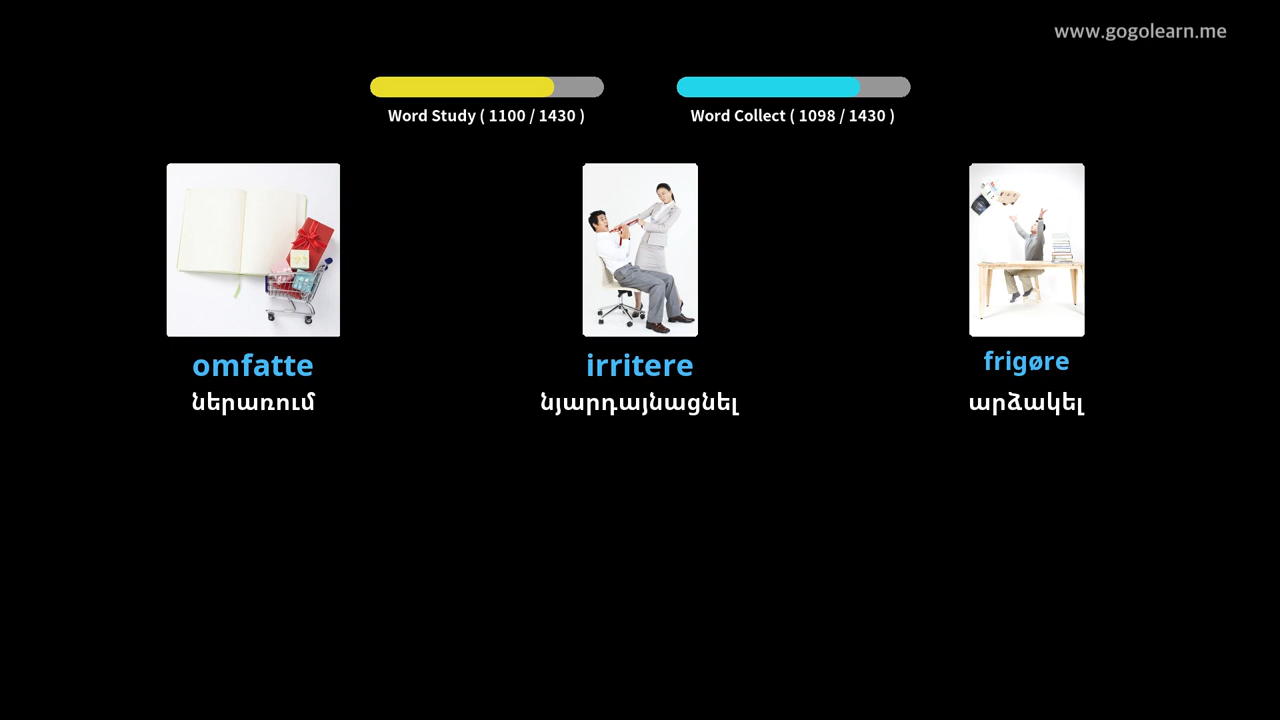 www.gogolearn.me
Word Study ( 1100 / 1430 )
Word Collect ( 1098 / 1430 )
omfatte
irritere
frigøre
ներառում
նյարդայնացնել
արձակել